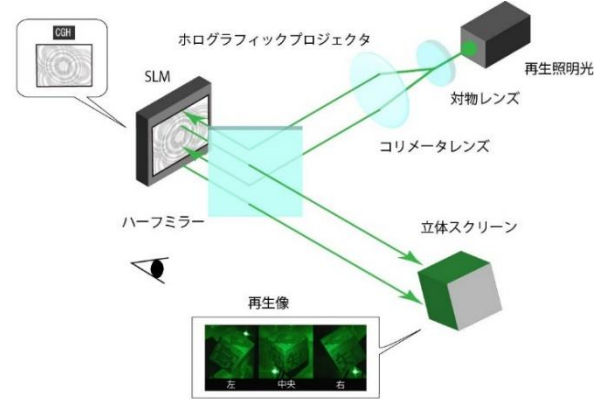 CGH
ホログラフィックプロジェクタ
SLM
再生照明光
対物レンズ
コリメータレンズ
ハーフミラー
立体スクリーン
再生像
左 中央 右